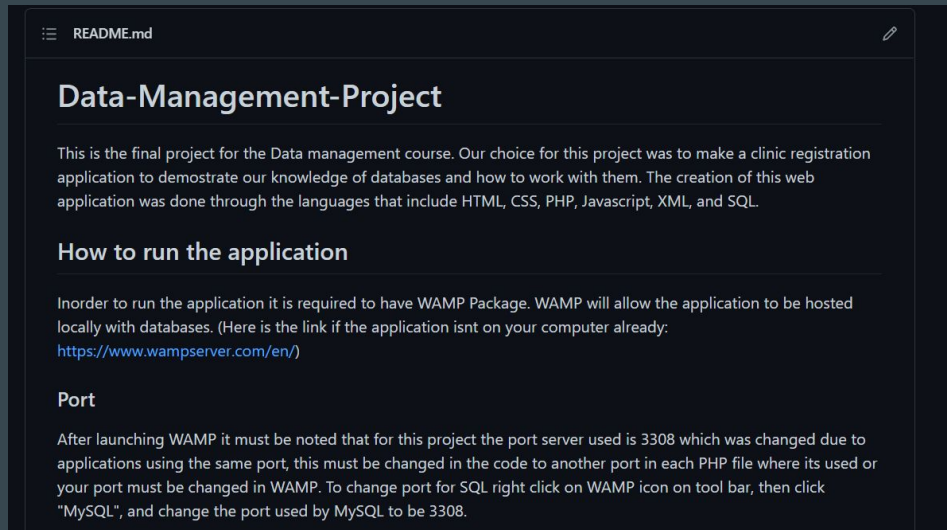 README.md
Data-Management-Project
This is the final project for the Data management course. Our choice for this project was to make a clinic registration
application to demostrate our knowledge of databases and how to work with them. The creation of this web
application was done through the languages that include HTML, CSS, PHP, Javascript, XML, and SQL.
How to run the application
Inorder to run the application it is required to have WAMP Package. WAMP will allow the application to be hosted
locally with databases. (Here is the link if the application isnt on your computer already:
https://www.wampserver.com/en/)
Port
After launching WAMP it must be noted that for this project the port server used is 3308 which was changed due to
applications using the same port, this must be changed in the code to another port in each PHP file where its used or
your port must be changed in WAMP. To change port for SQL right click on WAMP icon on tool bar, then click
"MySQL", and change the port used by MySQL to be 3308.